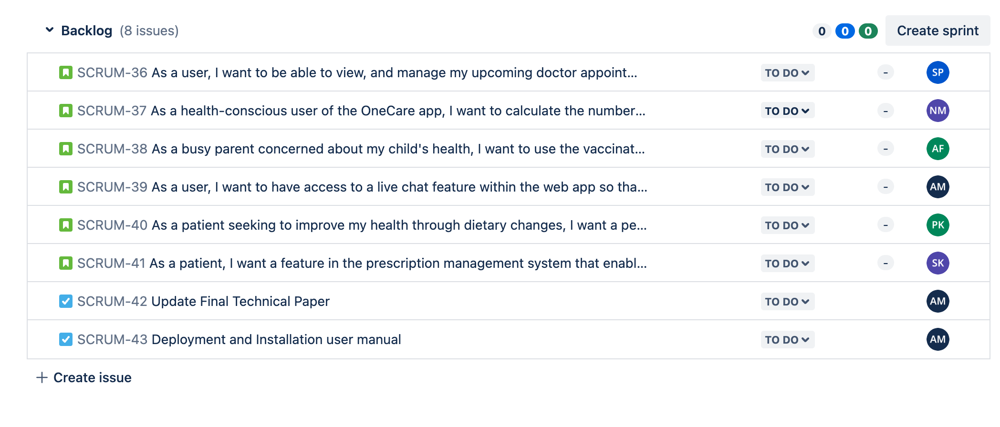 Backlog (8 issues) 0 0 0 Create sprint
SCRUM-36 As a user, I want to be able to view, and manage my upcoming doctor appoint... TO DO - SP
SCRUM-37 As a health-conscious user of the OneCare app, I want to calculate the number... TO DO - NM
SCRUM-38 As a busy parent concerned about my child's health, I want to use the vaccinat... TO DO - AF
SCRUM-39 As a user, I want to have access to a live chat feature within the web app so tha... TO DO - AM
SCRUM-40 As a patient seeking to improve my health through dietary changes, I want a pe... TO DO - PK
SCRUM-41 As a patient, I want a feature in the prescription management system that enabl... TO DO - SK
SCRUM-42 Update Final Technical Paper TO DO AM
SCRUM-43 Deployment and Installation user manual TO DO AM
+ Create issue